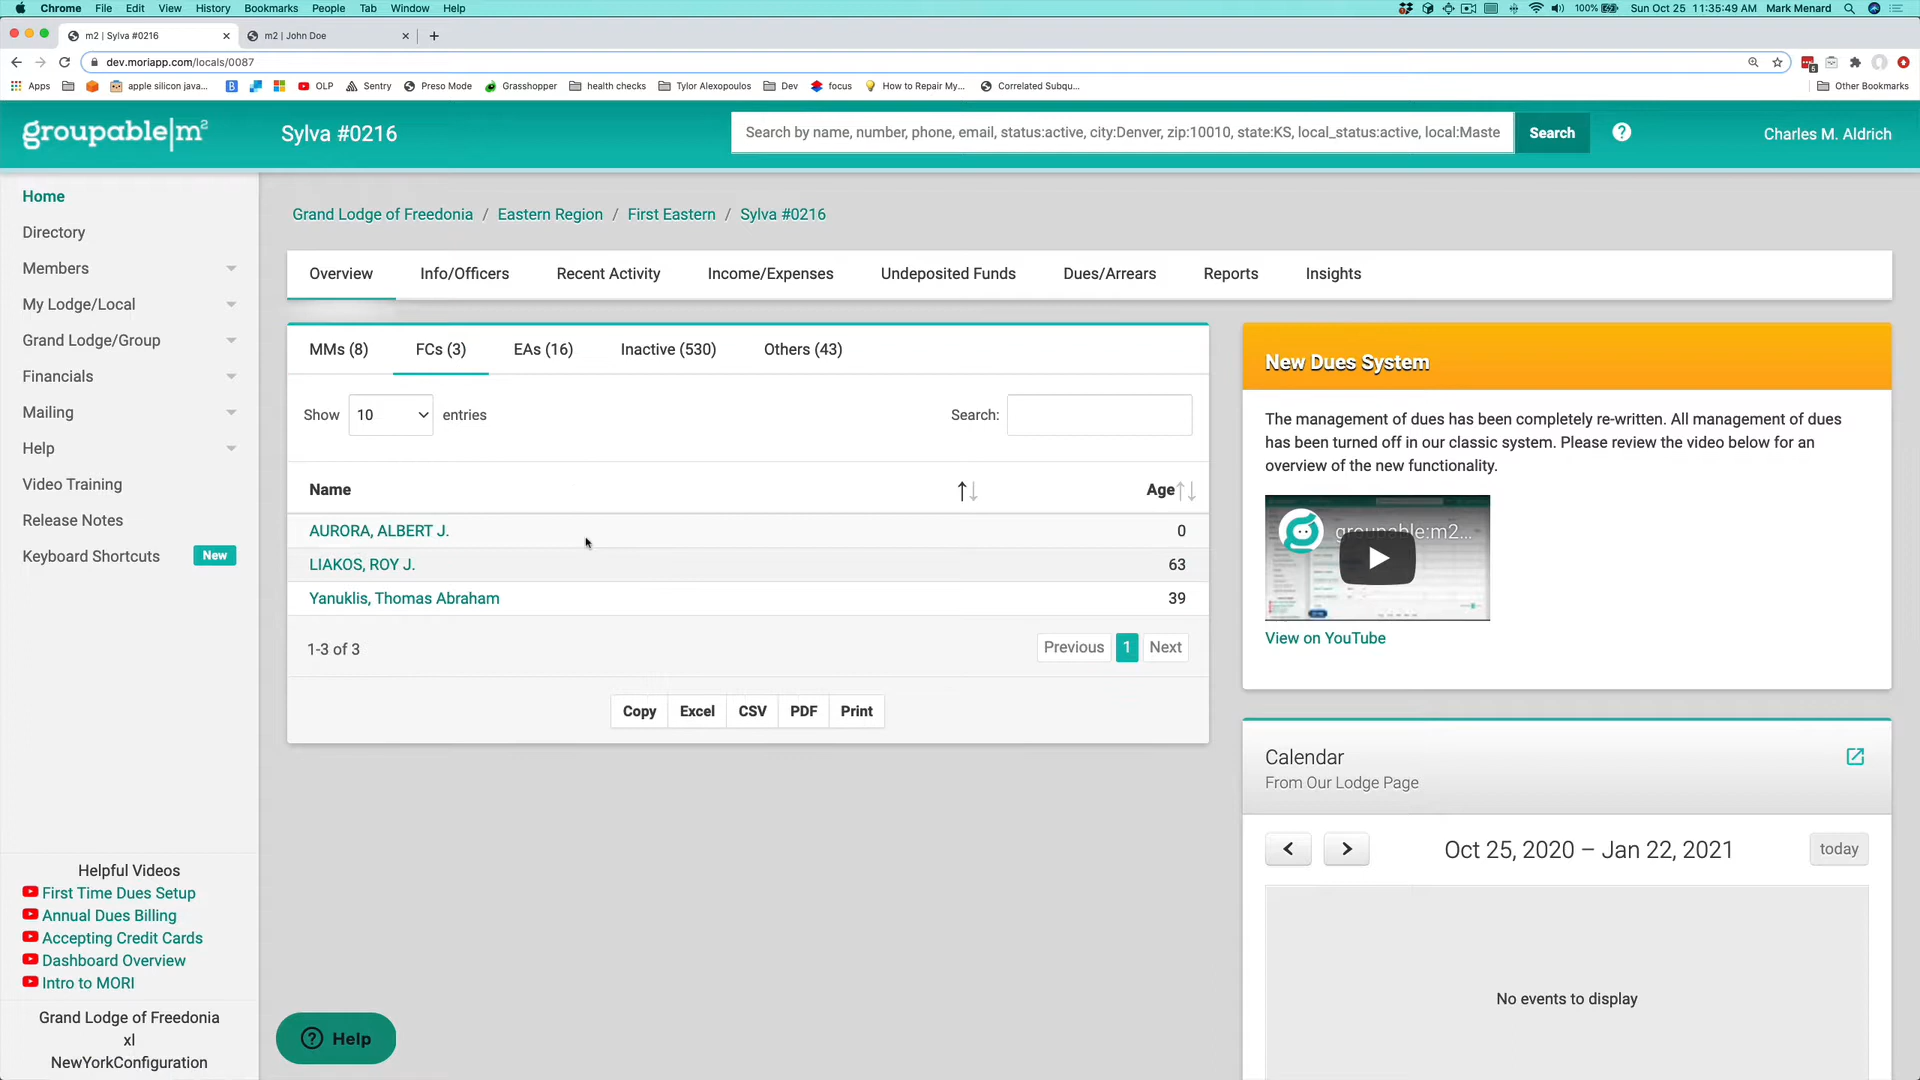 Chrome File Edit View History Bookmarks People Tab Window Help 100% Sun Oct 25 11:35:49 AM Mark Menard
m2 | Sylva #0216 m2 | John Doe
dev.moriapp.com/locals/0087
Apps apple silicon java... OLP Sentry Preso Mode Grasshopper health checks Tylor Alexopoulos Dev focus How to Repair My... Correlated Subqu... Other Bookmarks
groupable|m² Sylva #0216 Search by name, number, phone, email, status:active, city:Denver, zip:10010, state:KS, local_status:active, local:Maste Search Charles M. Aldrich
Home
Directory
Members
My Lodge/Local
Grand Lodge/Group
Financials
Mailing
Help
Video Training
Release Notes
Keyboard Shortcuts New
Helpful Videos
First Time Dues Setup
Annual Dues Billing
Accepting Credit Cards
Dashboard Overview
Intro to MORI
Grand Lodge of Freedonia
xl
NewYorkConfiguration
Grand Lodge of Freedonia / Eastern Region / First Eastern / Sylva #0216
Overview Info/Officers Recent Activity Income/Expenses Undeposited Funds Dues/Arrears Reports Insights
MMs (8) FCs (3) EAs (16) Inactive (530) Others (43)
Show 10 entries Search:
Name Age
AURORA, ALBERT J. 0
LIAKOS, ROY J. 63
Yanuklis, Thomas Abraham 39
1-3 of 3 Previous 1 Next
Copy Excel CSV PDF Print
Help
New Dues System
The management of dues has been completely re-written. All management of dues
has been turned off in our classic system. Please review the video below for an
overview of the new functionality.
groupable:m2...
View on YouTube
Calendar
From Our Lodge Page
Oct 25, 2020 – Jan 22, 2021 today
No events to display